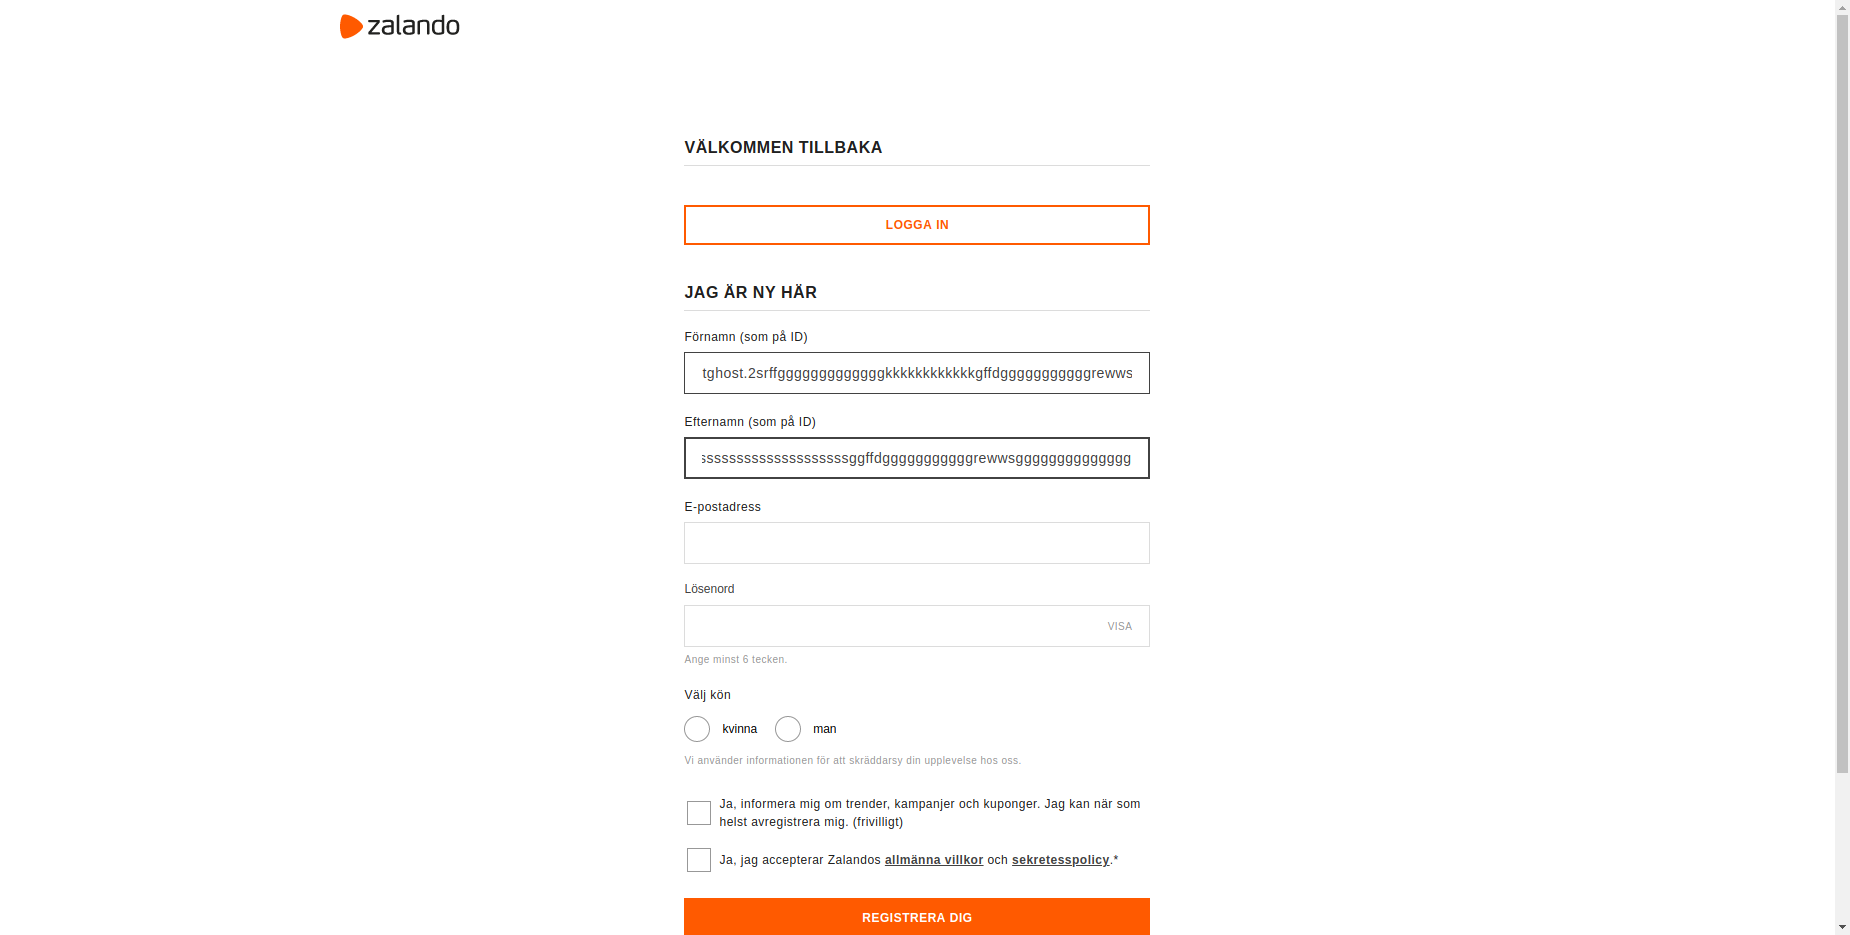 zalando
VÄLKOMMEN TILLBAKA
LOGGA IN
JAG ÄR NY HÄR
Förnamn (som på ID)
tghost.2srffgggggggggggggkkkkkkkkkkkkgffdgggggggggggrewws
Efternamn (som på ID)
ssssssssssssssssssssggffdgggggggggggrewwsgggggggggggggg
E-postadress
Lösenord
VISA
Ange minst 6 tecken.
Välj kön
kvinna man
Vi använder informationen för att skräddarsy din upplevelse hos oss.
Ja, informera mig om trender, kampanjer och kuponger. Jag kan när som
helst avregistrera mig. (frivilligt)
Ja, jag accepterar Zalandos allmänna villkor och sekretesspolicy.*
REGISTRERA DIG